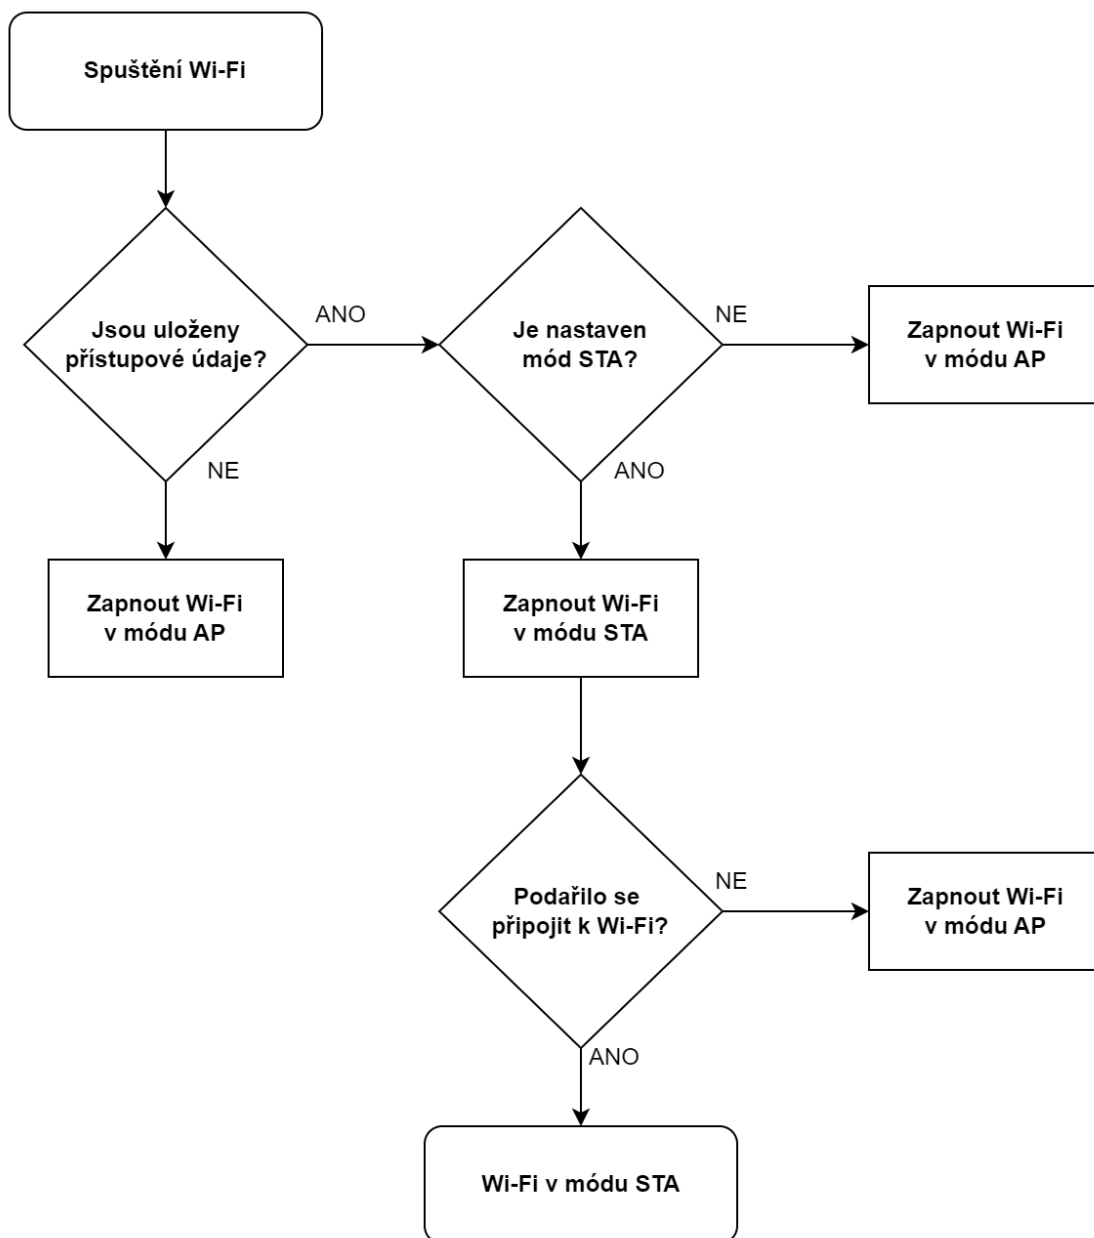 Spuštění Wi-Fi
Jsou uloženy
přístupové údaje?
ANO
Je nastaven
mód STA?
NE
Zapnout Wi-Fi
v módu AP
NE
Zapnout Wi-Fi
v módu AP
ANO
Zapnout Wi-Fi
v módu STA
Podařilo se
připojit k Wi-Fi?
NE
Zapnout Wi-Fi
v módu AP
ANO
Wi-Fi v módu STA